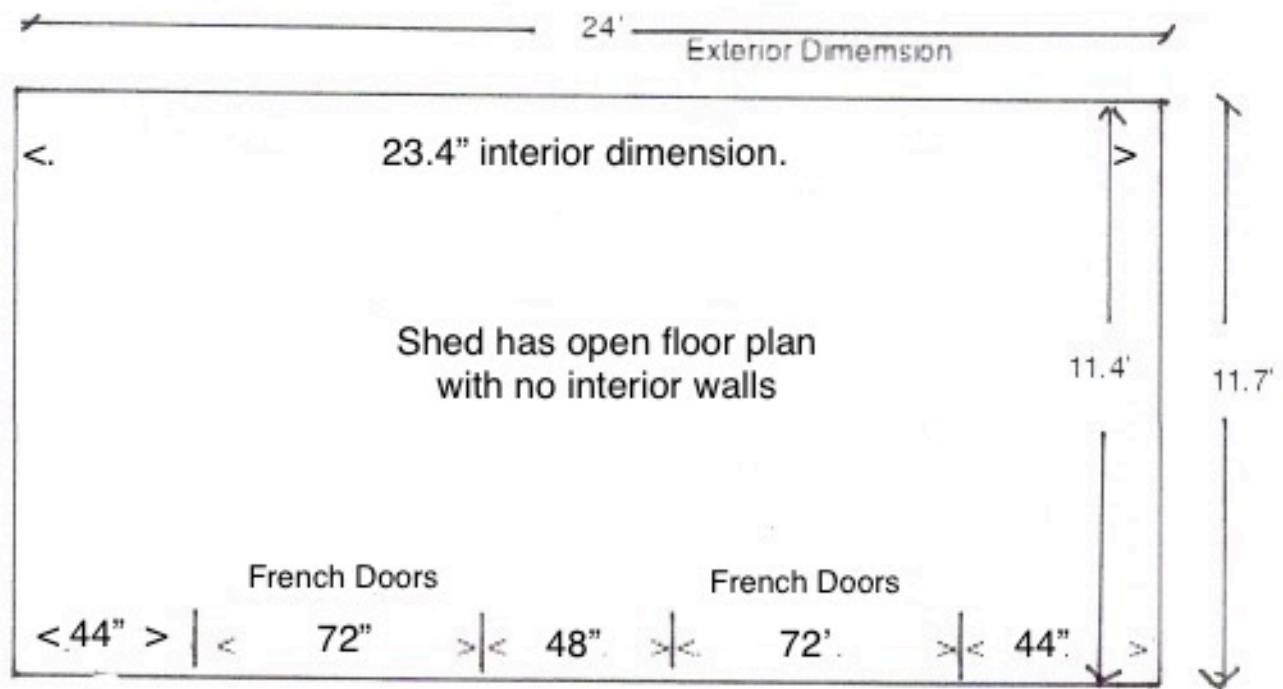 24'
Exterior Dimemsion
<. 23.4” interior dimension. >
Shed has open floor plan
with no interior walls
11.4'
11.7'
French Doors French Doors
< 44” > < 72” > < 48” > < 72’. > < 44” >